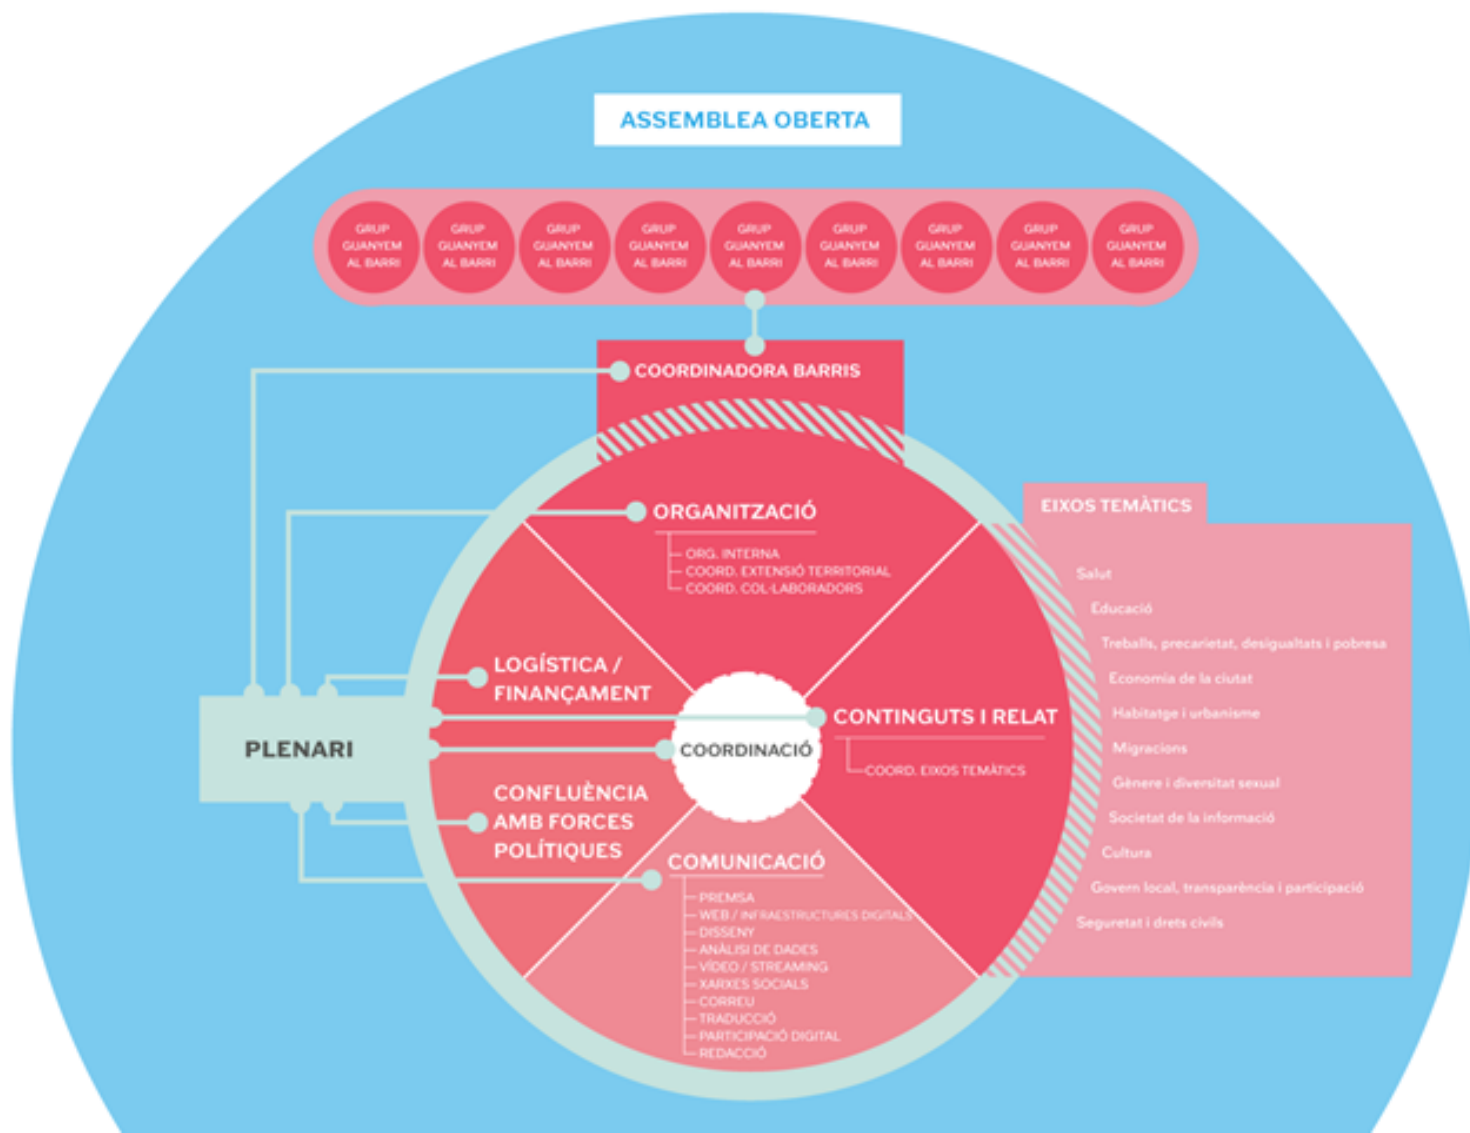 ASSEMBLEA OBERTA
GRUP
GUANYEM
AL BARRI
GRUP
GUANYEM
AL BARRI
GRUP
GUANYEM
AL BARRI
GRUP
GUANYEM
AL BARRI
GRUP
GUANYEM
AL BARRI
GRUP
GUANYEM
AL BARRI
GRUP
GUANYEM
AL BARRI
GRUP
GUANYEM
AL BARRI
GRUP
GUANYEM
AL BARRI
COORDINADORA BARRIS
ORGANITZACIÓ
ORG. INTERNA
COORD. EXTENSIÓ TERRITORIAL
COORD. COL·LABORADORS
LOGÍSTICA /
FINANÇAMENT
PLENARI
COORDINACIÓ
CONTINGUTS I RELAT
COORD. EIXOS TEMÀTICS
CONFLUÈNCIA
AMB FORCES
POLÍTIQUES
COMUNICACIÓ
PREMSA
WEB / INFRAESTRUCTURES DIGITALS
DISSENY
ANÀLISI DE DADES
VÍDEO / STREAMING
XARXES SOCIALS
CORREU
TRADUCCIÓ
PARTICIPACIÓ DIGITAL
REDACCIÓ
EIXOS TEMÀTICS
Salut
Educació
Treballs, precarietat, desigualtats i pobresa
Economia de la ciutat
Habitatge i urbanisme
Migracions
Gènere i diversitat sexual
Societat de la informació
Cultura
Govern local, transparència i participació
Seguretat i drets civils